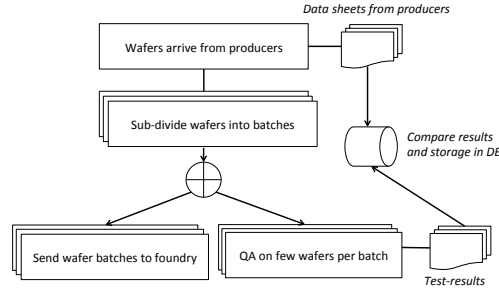 Data sheets from producers
Wafers arrive from producers
Sub-divide wafers into batches
Compare results
and storage in DB
Send wafer batches to foundry
QA on few wafers per batch
Test-results